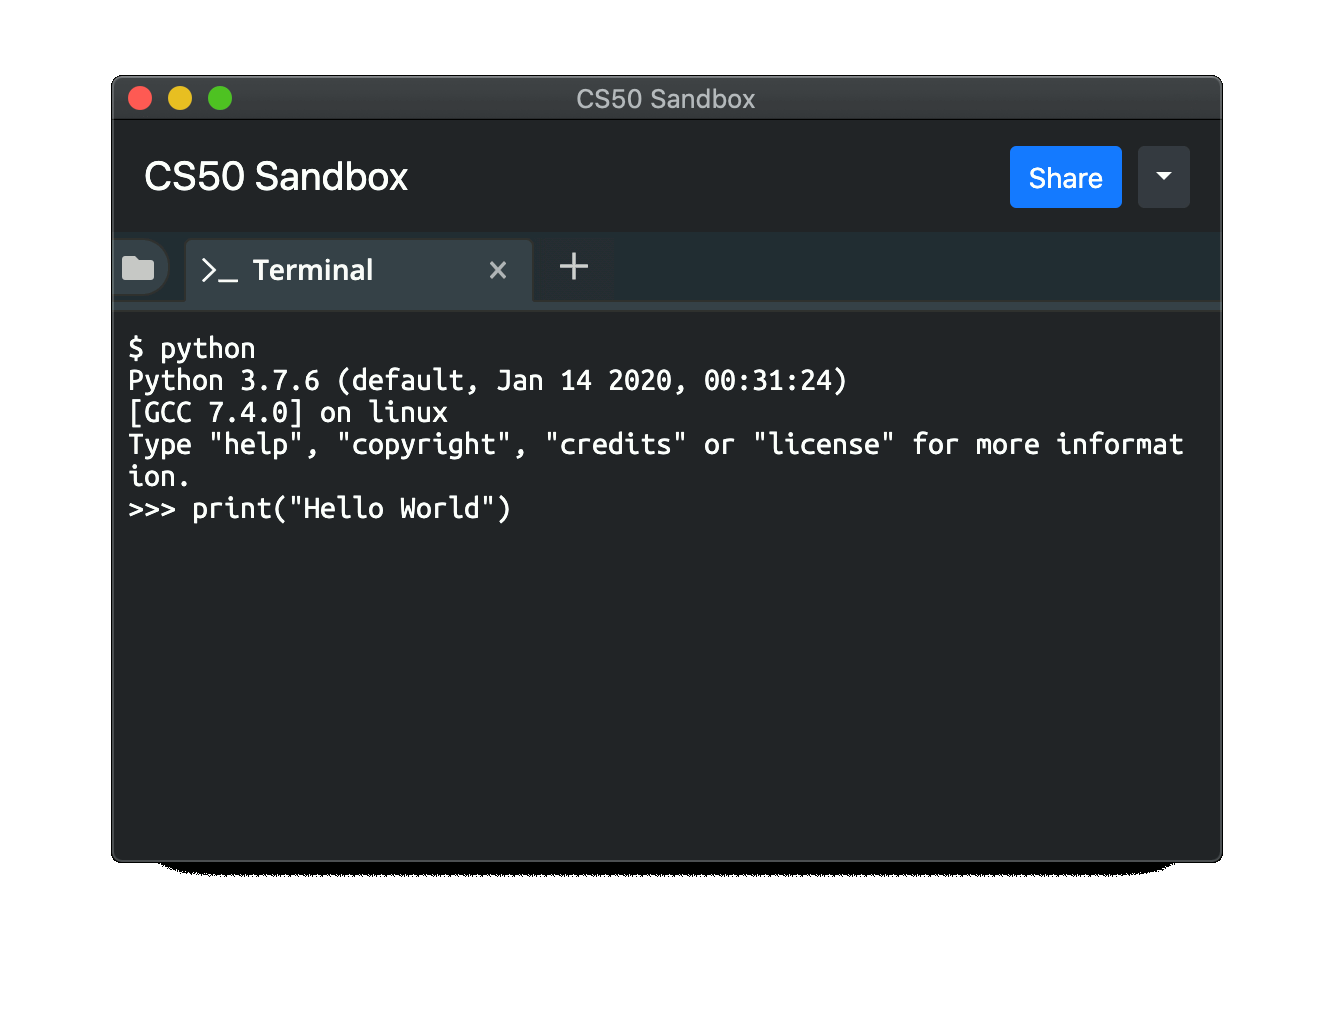 CS50 Sandbox
CS50 Sandbox
Share
>_ Terminal × +
$ python
Python 3.7.6 (default, Jan 14 2020, 00:31:24)
[GCC 7.4.0] on linux
Type "help", "copyright", "credits" or "license" for more informat
ion.
>>> print("Hello World")